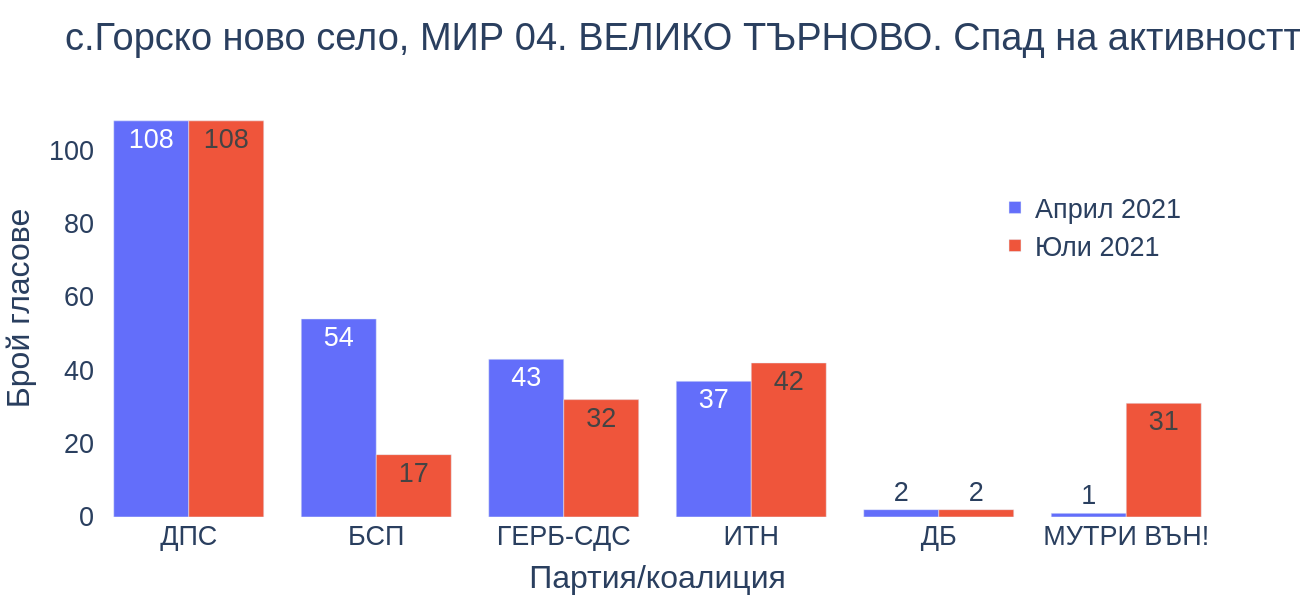 с.Горско ново село, МИР 04. ВЕЛИКО ТЪРНОВО. Спад на активностт
Брой гласове
100
80
60
40
20
0
108 108
54 17
43 32
37 42
2 2
1 31
Април 2021
Юли 2021
ДПС БСП ГЕРБ-СДС ИТН ДБ МУТРИ ВЪН!
Партия/коалиция